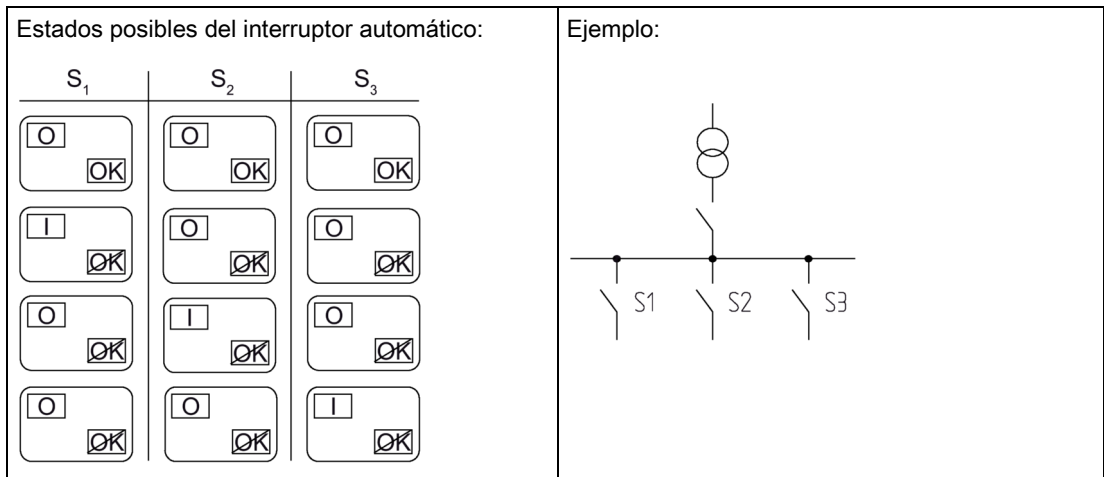 Estados posibles del interruptor automático:
S1 S2 S3
O O O
OK OK OK
I O O
OK OK OK
O I O
OK OK OK
O O I
OK OK OK
Ejemplo:
S1 S2 S3